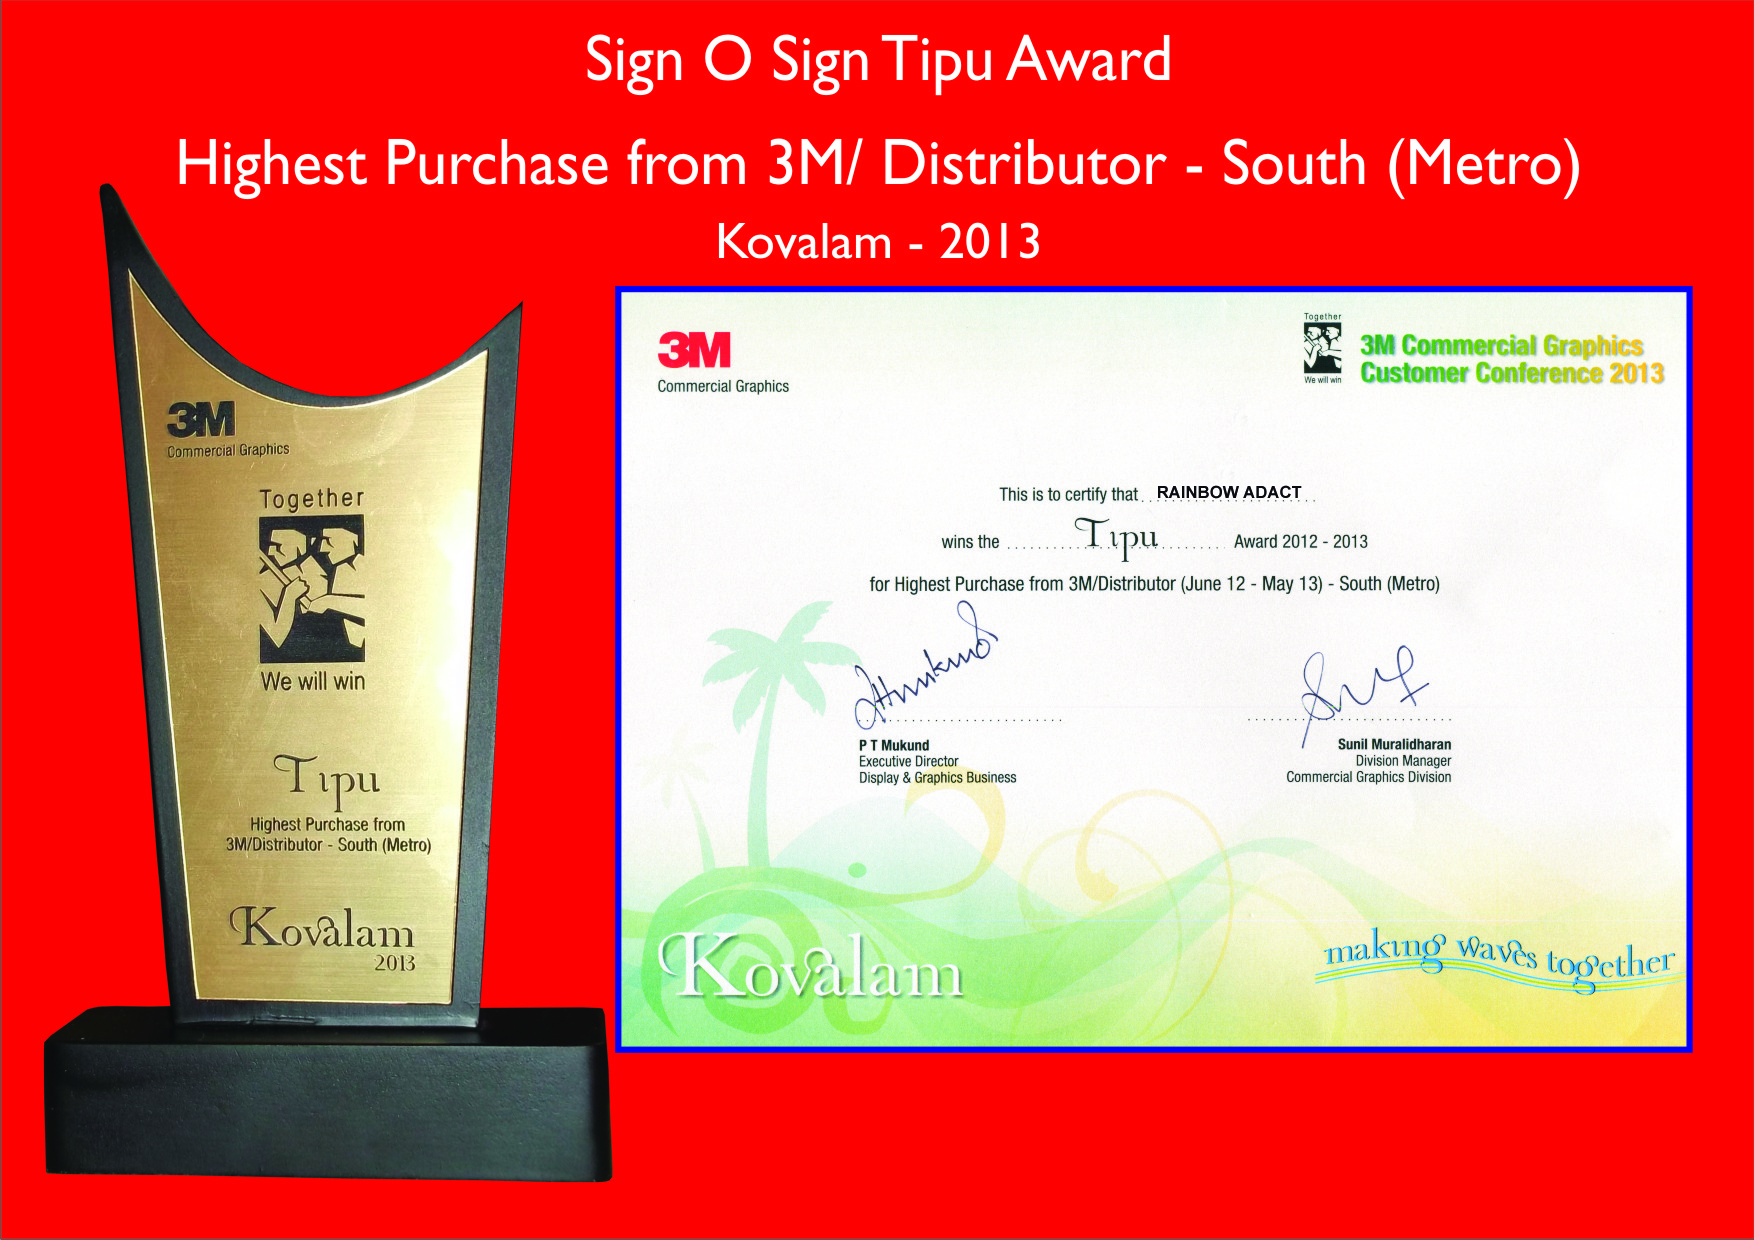 Sign O Sign Tipu Award
Highest Purchase from 3M/ Distributor - South (Metro)
Kovalam - 2013
3M
Commercial Graphics
Together
We will win
Tipu
Highest Purchase from
3M/Distributor - South (Metro)
Kovalam
2013
3M
Commercial Graphics
Together
We will win
3M Commercial Graphics
Customer Conference 2013
This is to certify that RAINBOW ADACT
wins the Tipu Award 2012 - 2013
for Highest Purchase from 3M/Distributor (June 12 - May 13) - South (Metro)
P T Mukund
Executive Director
Display & Graphics Business
Sunil Muralidharan
Division Manager
Commercial Graphics Division
Kovalam
making waves together